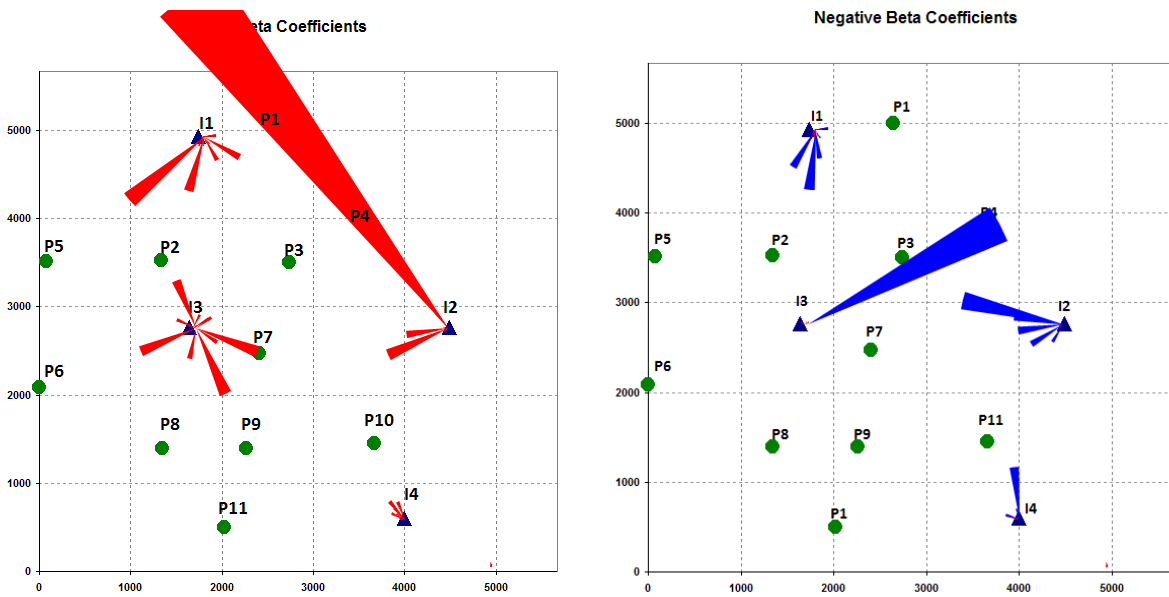 eta Coefficients
P1
I1
5000
P4
4000
P5
P2
P3
3000
I3
I2
P7
P6
2000
P8
P9
P10
1000
I4
P11
0
0 1000 2000 3000 4000 5000
Negative Beta Coefficients
P1
I1
5000
P4
4000
P5
P2
P3
3000
I3
I2
P7
P6
2000
P8
P9
P11
1000
I4
P1
0
0 1000 2000 3000 4000 5000